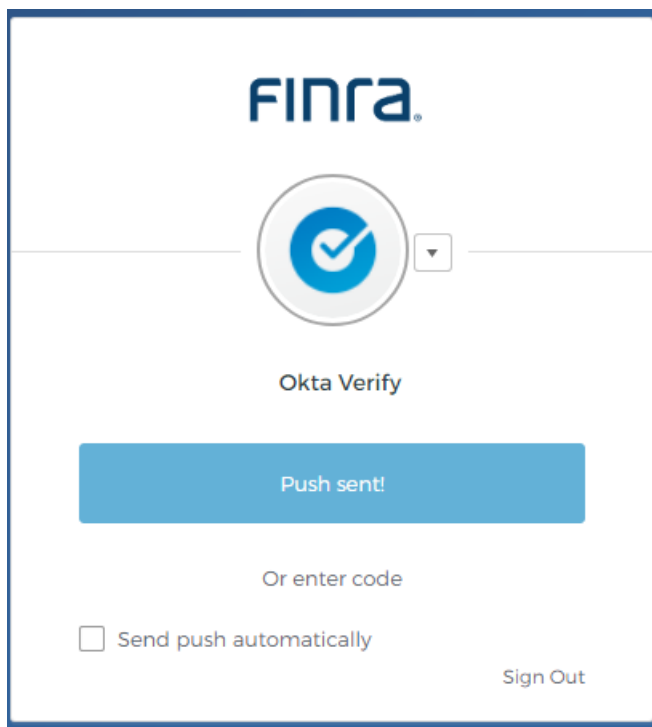 Finra®
Okta Verify
Push sent!
Or enter code
Send push automatically
Sign Out